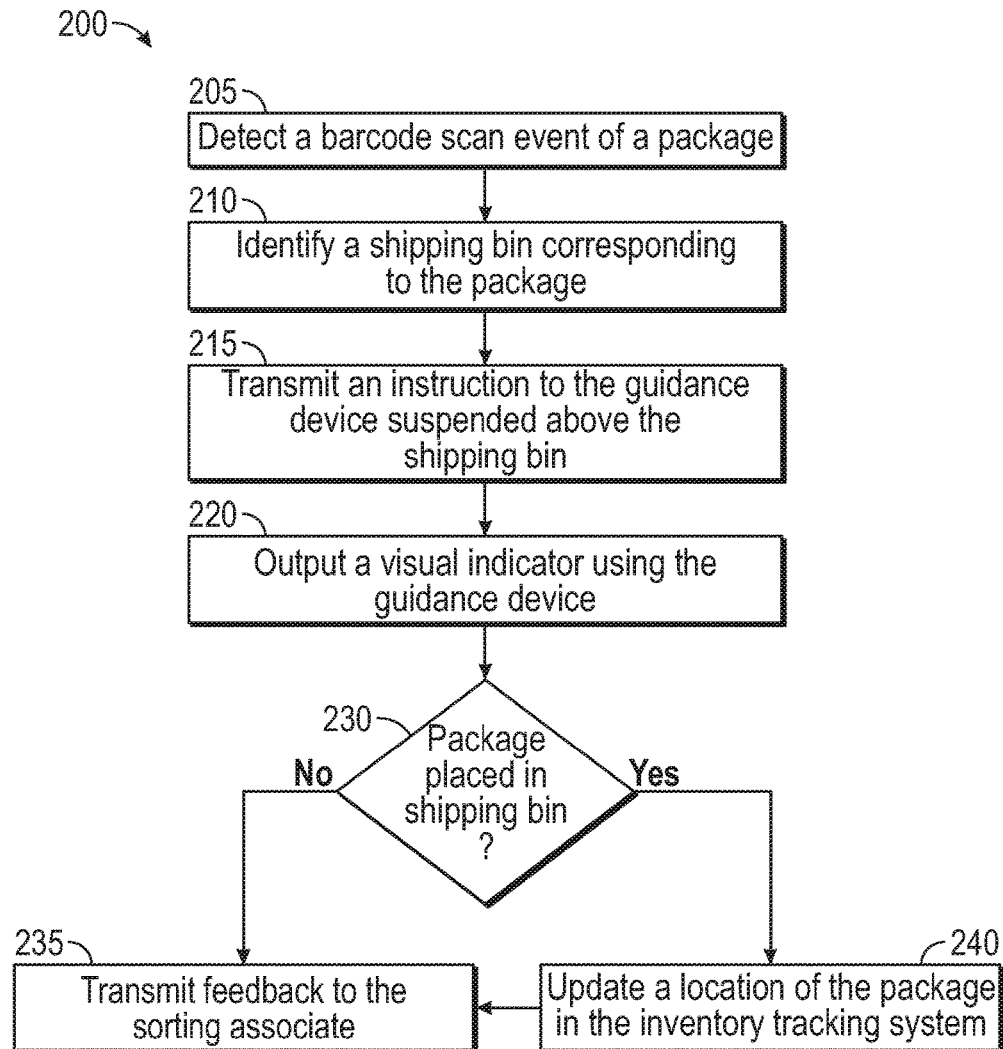 200
205
Detect a barcode scan event of a package
210
Identify a shipping bin corresponding
to the package
215
Transmit an instruction to the guidance
device suspended above the
shipping bin
220
Output a visual indicator using the
guidance device
230
Package
placed in
shipping bin
?
No
Yes
235
Transmit feedback to the
sorting associate
240
Update a location of the package
in the inventory tracking system